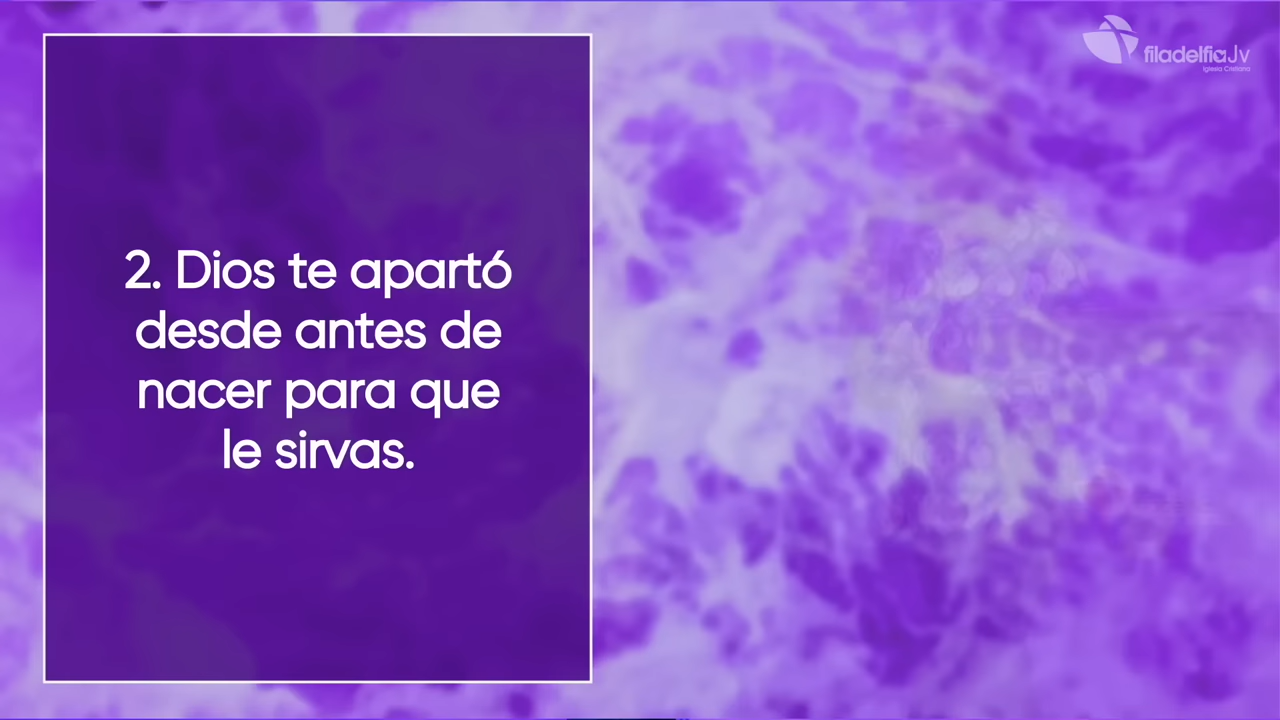 filadelfiaJv
Iglesia Cristiana
2. Dios te apartó
desde antes de
nacer para que
le sirvas.